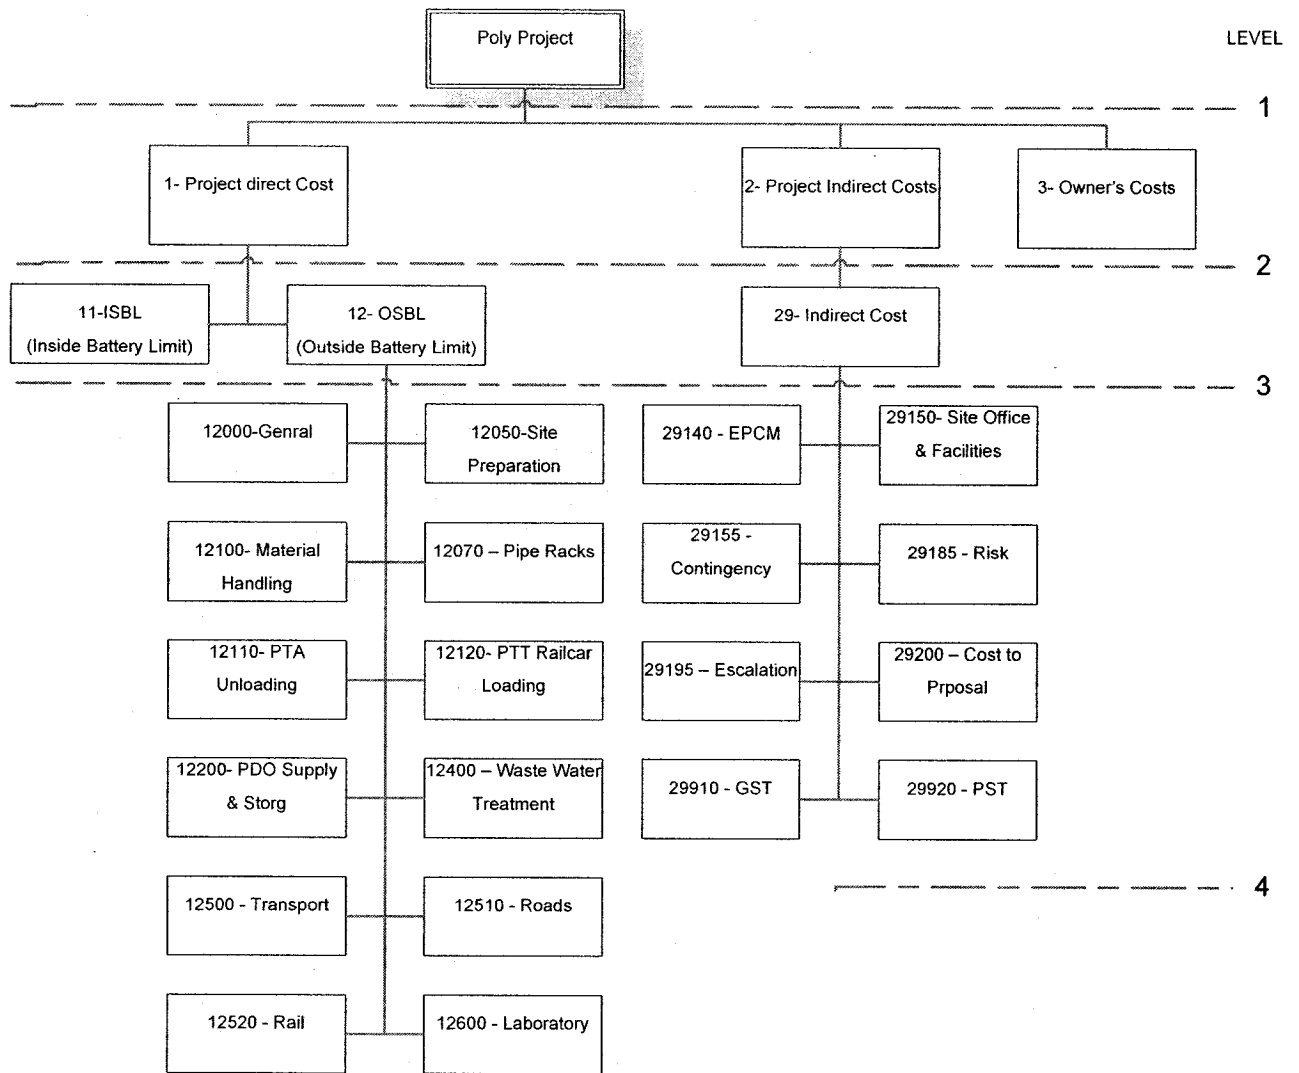 Poly Project
LEVEL
1
1- Project direct Cost
2- Project Indirect Costs
3- Owner's Costs
2
11-ISBL
(Inside Battery Limit)
12- OSBL
(Outside Battery Limit)
29- Indirect Cost
3
12000-Genral
12050-Site
Preparation
29140 - EPCM
29150- Site Office
& Facilities
12100- Material
Handling
12070 – Pipe Racks
29155 -
Contingency
29185 - Risk
12110- PTA
Unloading
12120- PTT Railcar
Loading
29195 – Escalation
29200 – Cost to
Prposal
12200- PDO Supply
& Storg
12400 – Waste Water
Treatment
29910 - GST
29920 - PST
4
12500 - Transport
12510 - Roads
12520 - Rail
12600 - Laboratory